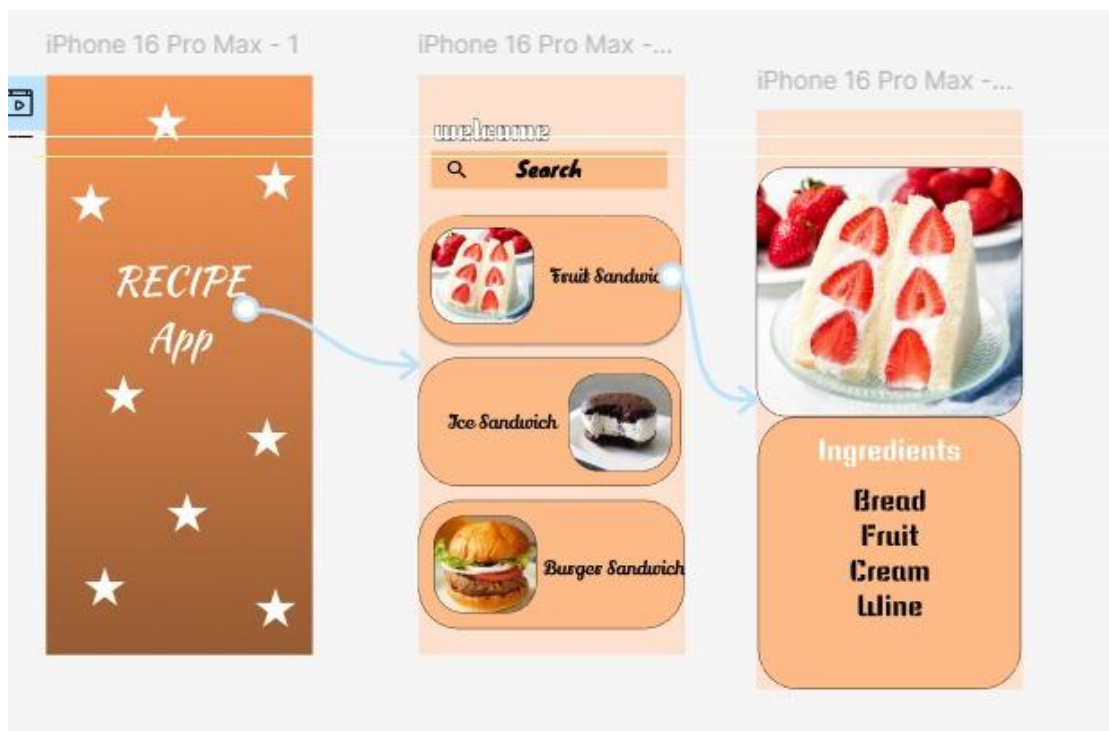 iPhone 16 Pro Max - 1
RECIPE
App
iPhone 16 Pro Max -...
welcome
Search
Fruit Sandwic
Ice Sandwich
Burger Sandwich
iPhone 16 Pro Max -...
Ingredients
Bread
Fruit
Cream
Wine